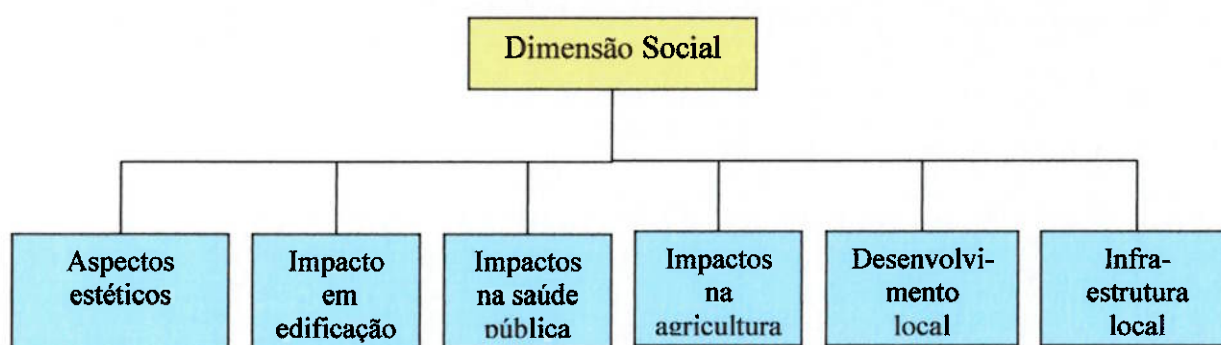 Dimensão Social
Aspectos
estéticos
Impacto
em
edificação
Impactos
na saúde
pública
Impactos
na
agricultura
Desenvolvi-
mento
local
Infra-
estrutura
local